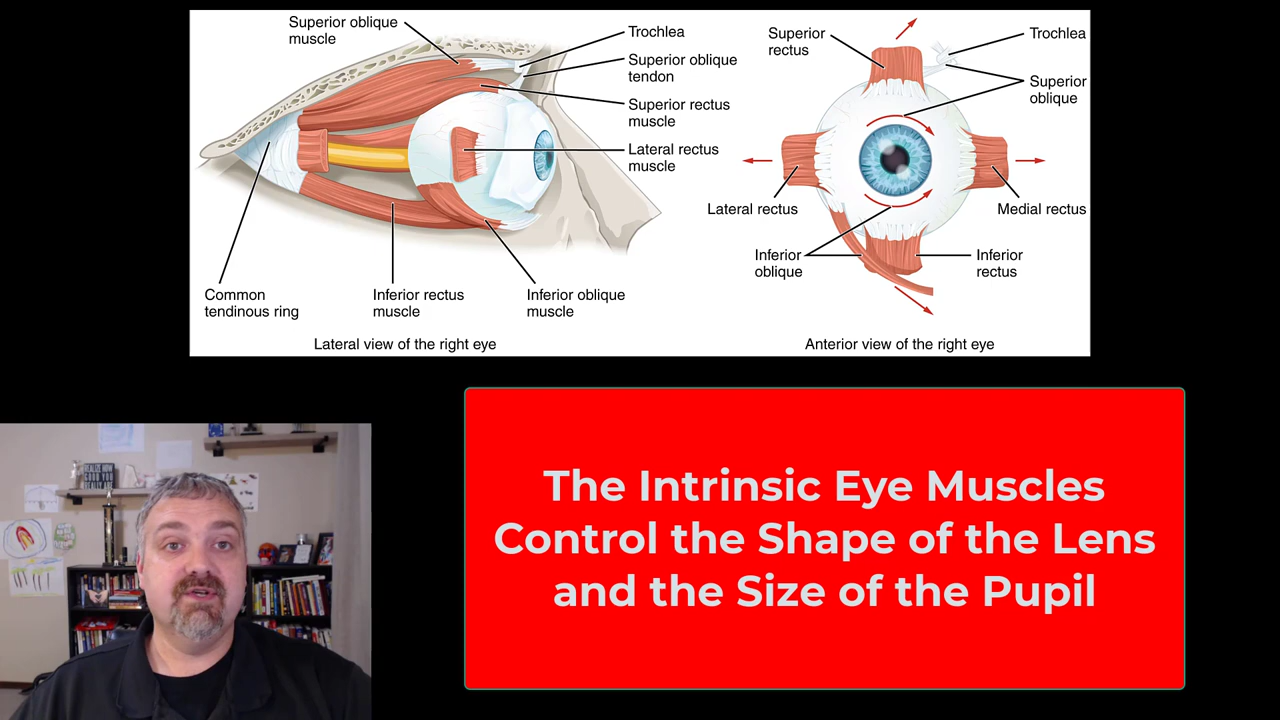 Superior oblique
muscle
Trochlea
Superior oblique
tendon
Superior rectus
muscle
Lateral rectus
muscle
Common
tendinous ring
Inferior rectus
muscle
Inferior oblique
muscle
Lateral view of the right eye
Superior
rectus
Trochlea
Superior
oblique
Lateral rectus
Medial rectus
Inferior
oblique
Inferior
rectus
Anterior view of the right eye
The Intrinsic Eye Muscles
Control the Shape of the Lens
and the Size of the Pupil